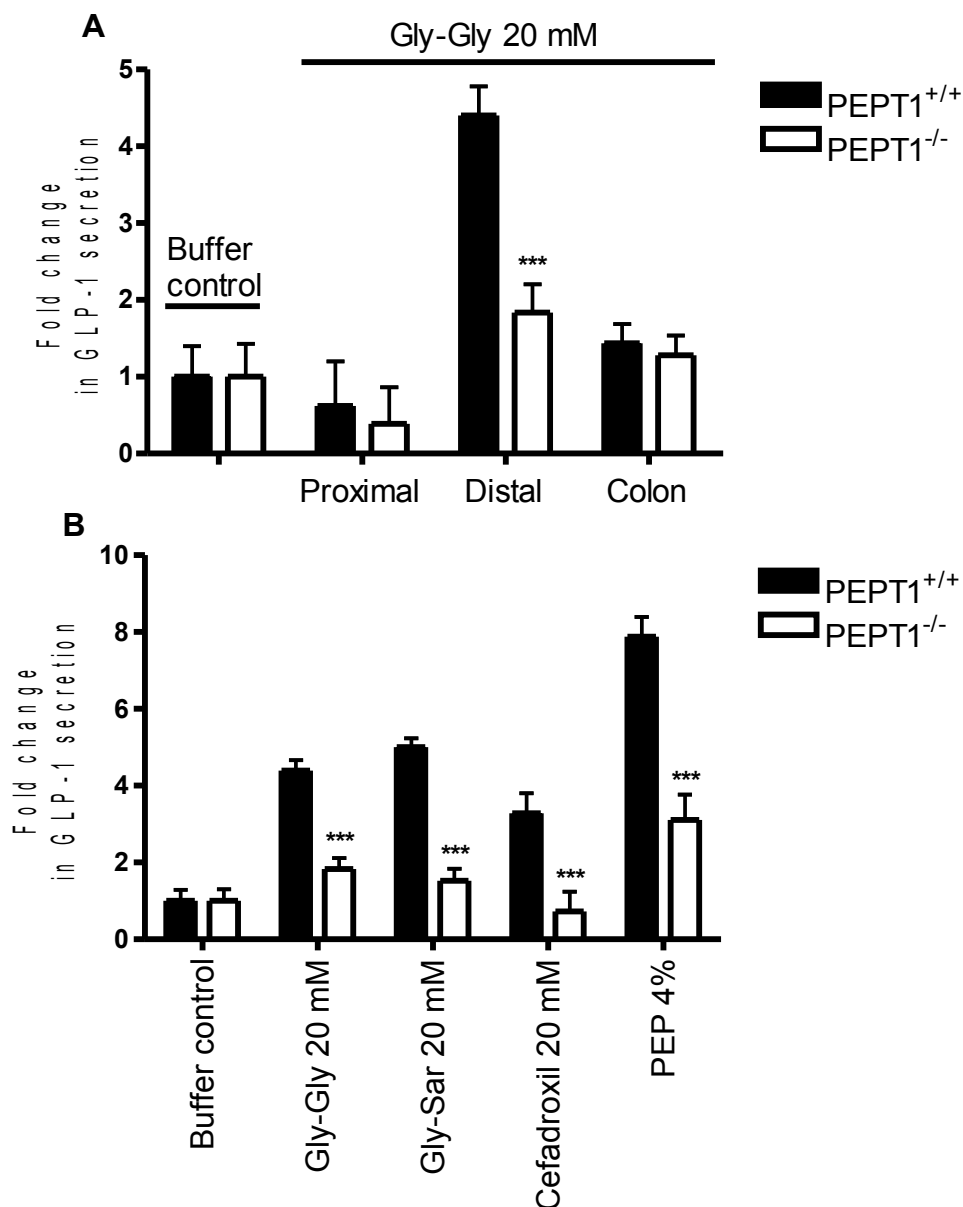 A
Gly-Gly 20 mM
PEPT1+/+
PEPT1-/-
Fold change
in GLP-1 secretion
5
4
3
2
1
0
Buffer
control
***
Proximal Distal Colon
B
PEPT1+/+
PEPT1-/-
Fold change
in GLP-1 secretion
10
8
6
4
2
0
***
***
***
***
Buffer control
Gly-Gly 20 mM
Gly-Sar 20 mM
Cefadroxil 20 mM
PEP 4%